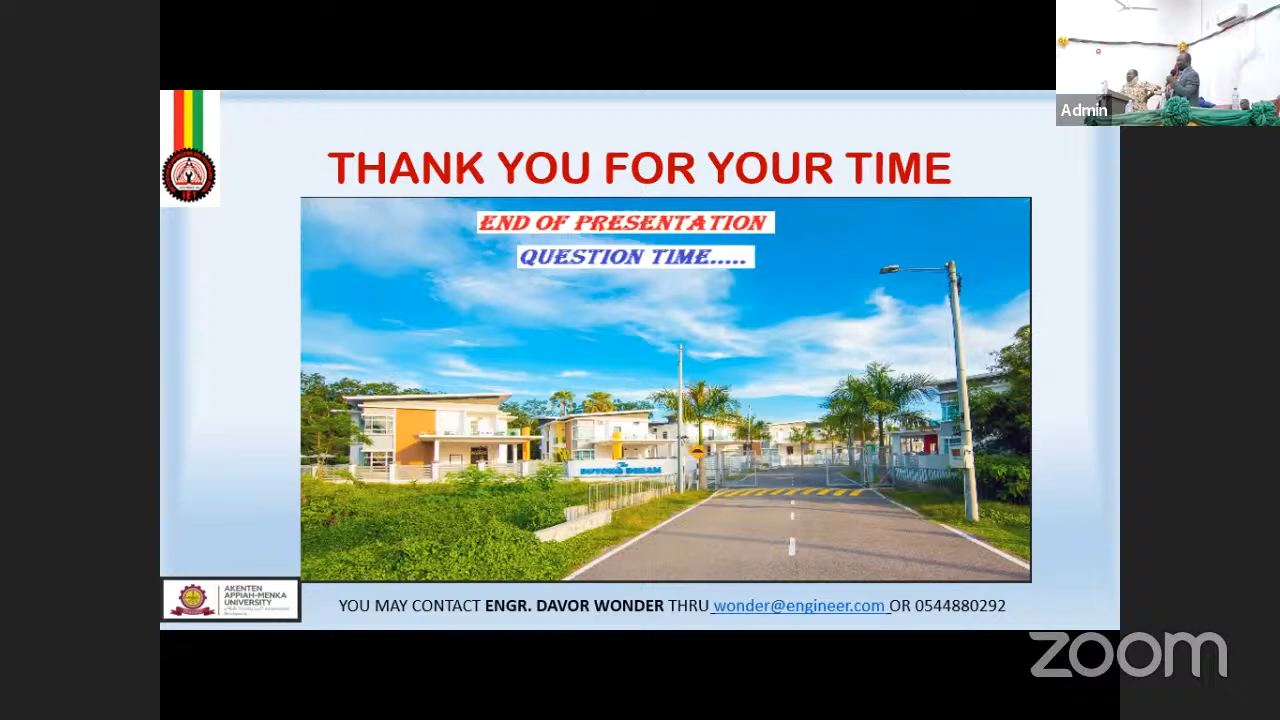 Admin
THANK YOU FOR YOUR TIME
END OF PRESENTATION
QUESTION TIME.....
AKENTEN
APPIAH-MENKA
UNIVERSITY
YOU MAY CONTACT ENGR. DAVOR WONDER THRU wonder@engineer.com OR 0544880292
zoom